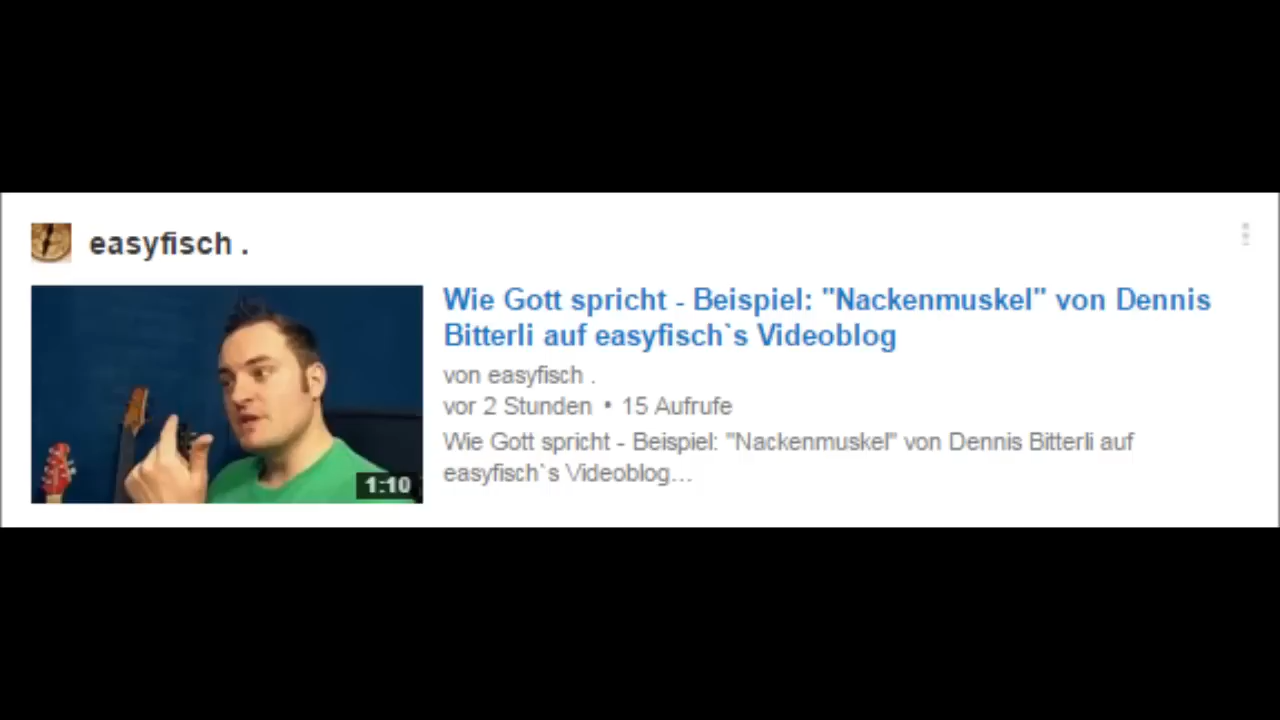 easyfisch .
Wie Gott spricht - Beispiel: "Nackenmuskel" von Dennis
Bitterli auf easyfisch`s Videoblog
von easyfisch .
vor 2 Stunden • 15 Aufrufe
Wie Gott spricht - Beispiel: "Nackenmuskel" von Dennis Bitterli auf
easyfisch`s Videoblog...
1:10